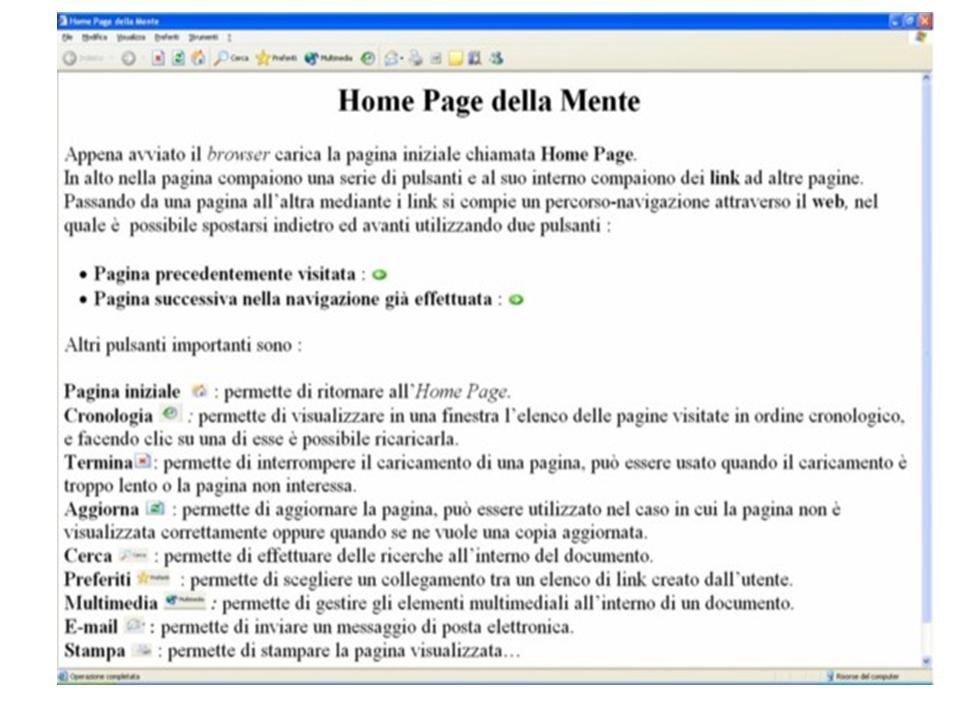 Home Page della Mente
File Modifica Visualizza Preferiti Strumenti ?
Indietro Cerca Preferiti Multimedia
Home Page della Mente
Appena avviato il browser carica la pagina iniziale chiamata Home Page.
In alto nella pagina compaiono una serie di pulsanti e al suo interno compaiono dei link ad altre pagine.
Passando da una pagina all'altra mediante i link si compie un percorso-navigazione attraverso il web, nel
quale è possibile spostarsi indietro ed avanti utilizzando due pulsanti :
• Pagina precedentemente visitata :
• Pagina successiva nella navigazione già effettuata :
Altri pulsanti importanti sono :
Pagina iniziale : permette di ritornare all'Home Page.
Cronologia : permette di visualizzare in una finestra l'elenco delle pagine visitate in ordine cronologico,
e facendo clic su una di esse è possibile ricaricarla.
Termina : permette di interrompere il caricamento di una pagina, può essere usato quando il caricamento è
troppo lento o la pagina non interessa.
Aggiorna : permette di aggiornare la pagina, può essere utilizzato nel caso in cui la pagina non è
visualizzata correttamente oppure quando se ne vuole una copia aggiornata.
Cerca Cerca : permette di effettuare delle ricerche all'interno del documento.
Preferiti Preferiti : permette di scegliere un collegamento tra un elenco di link creato dall'utente.
Multimedia Multimedia : permette di gestire gli elementi multimediali all'interno di un documento.
E-mail : permette di inviare un messaggio di posta elettronica.
Stampa : permette di stampare la pagina visualizzata…
Operazione completata
Risorse del computer